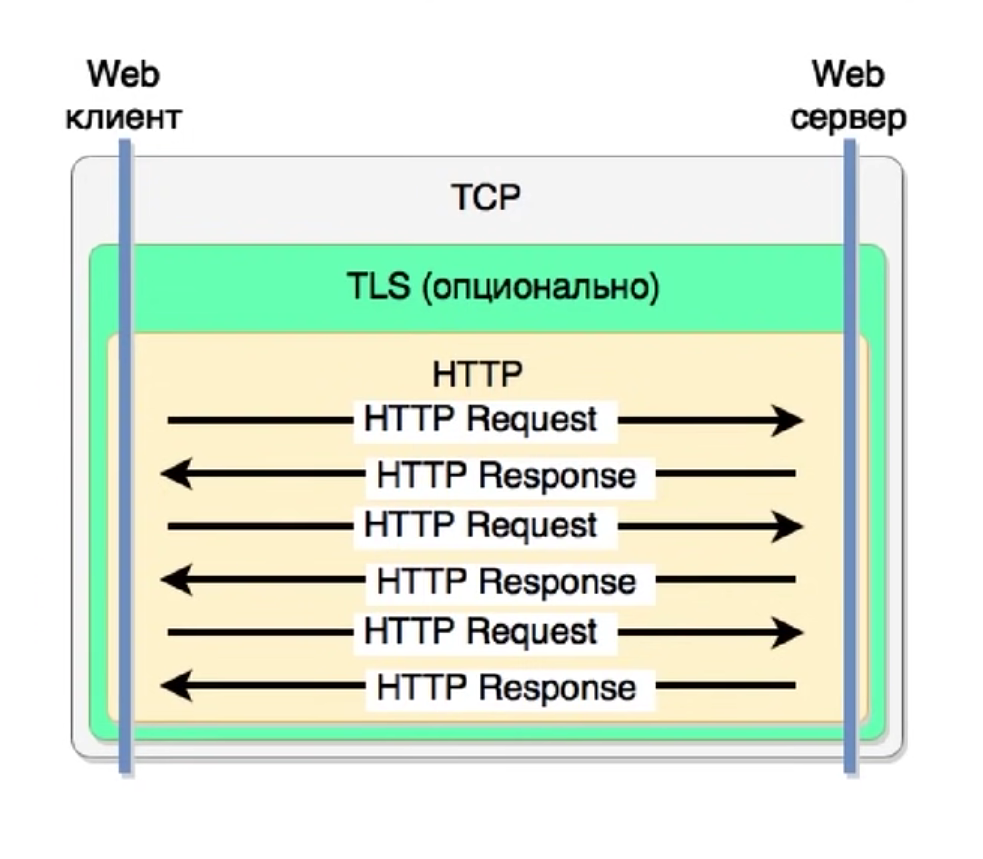 Web
клиент
Web
сервер
TCP
TLS (опционально)
HTTP
HTTP Request
HTTP Response
HTTP Request
HTTP Response
HTTP Request
HTTP Response